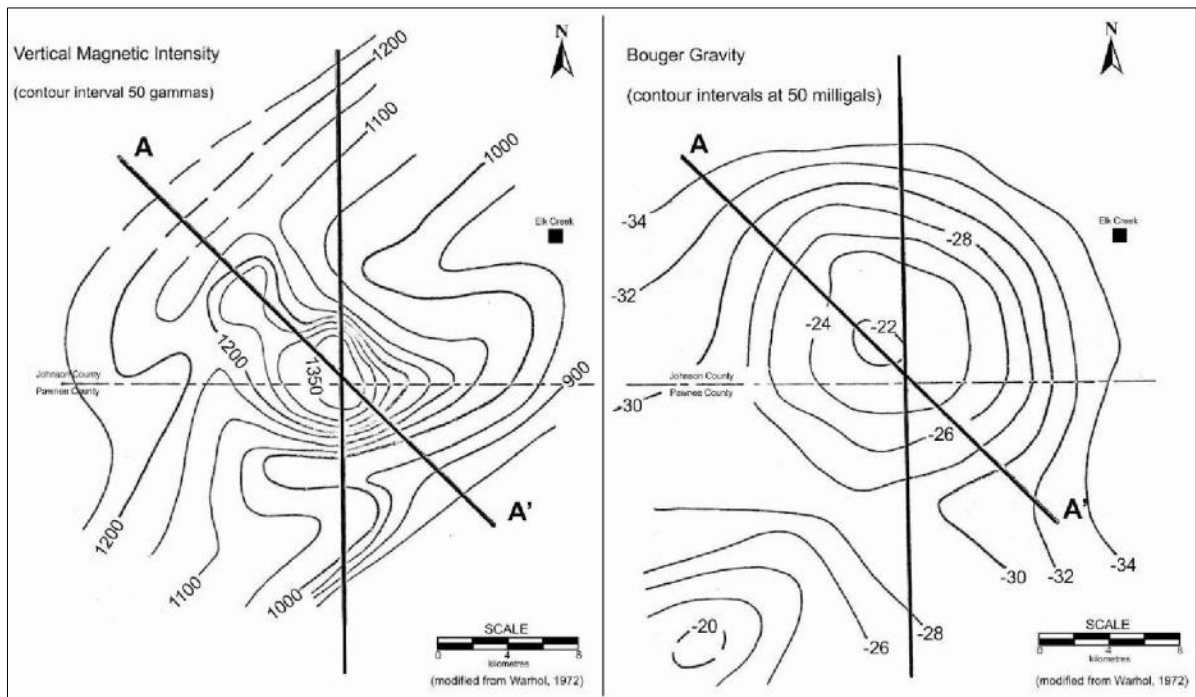 Vertical Magnetic Intensity
(contour interval 50 gammas)
N
1200
1100
1000
A
Elk Creek
1200
1350
900
Johnson County
Pawnee County
1200
1100
1000
A'
SCALE
0 4 8
kilometres
(modified from Warhol, 1972)
Bouger Gravity
(contour intervals at 50 milligals)
N
A
-34
-28
Elk Creek
-32
-24
-22
Johnson County
Pawnee County
-30
-26
A'
-30
-32
-34
-20
-26
-28
SCALE
0 4 8
kilometres
(modified from Warhol, 1972)